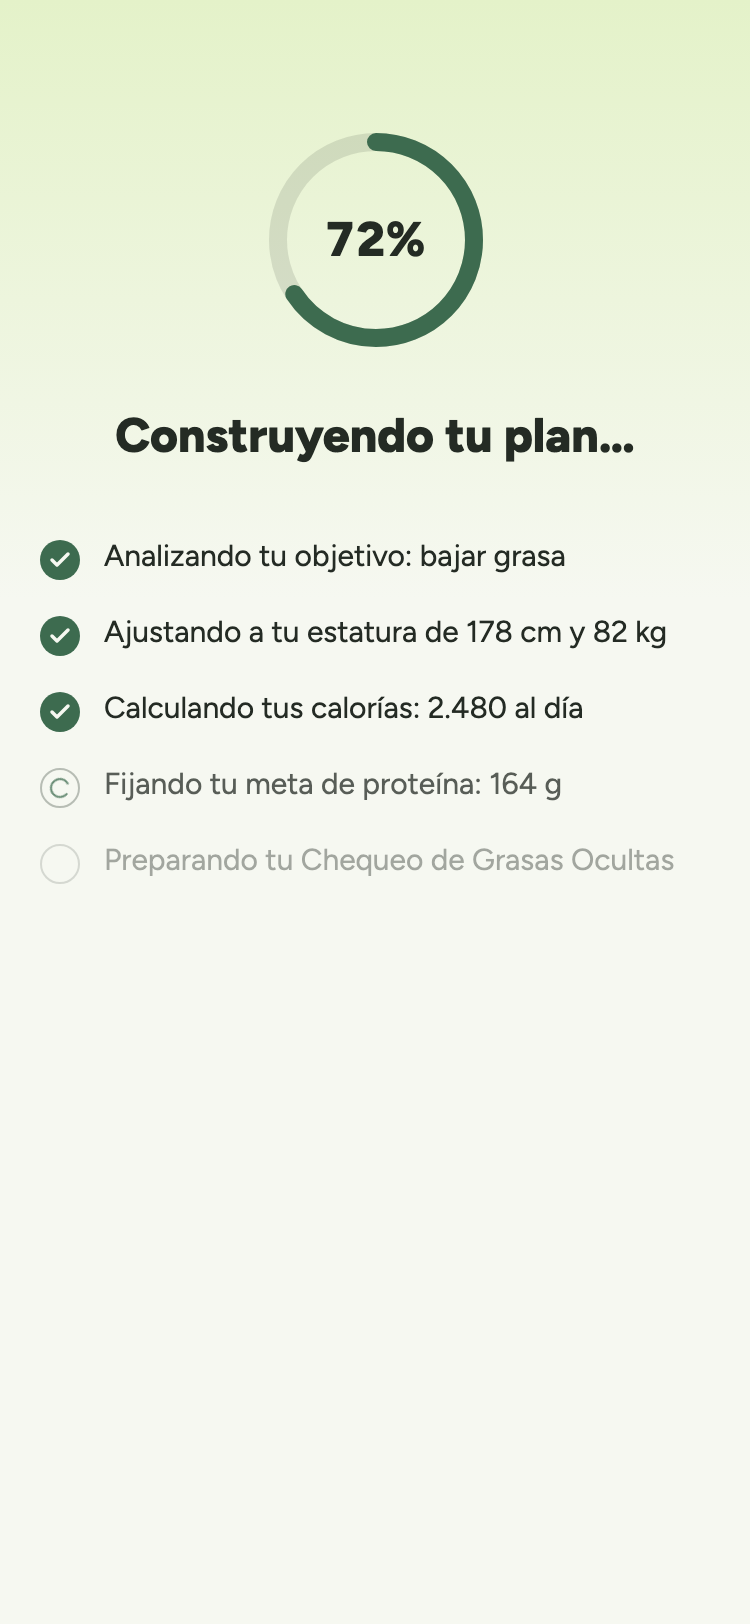 72%
Construyendo tu plan...
Analizando tu objetivo: bajar grasa
Ajustando a tu estatura de 178 cm y 82 kg
Calculando tus calorías: 2.480 al día
Fijando tu meta de proteína: 164 g
Preparando tu Chequeo de Grasas Ocultas